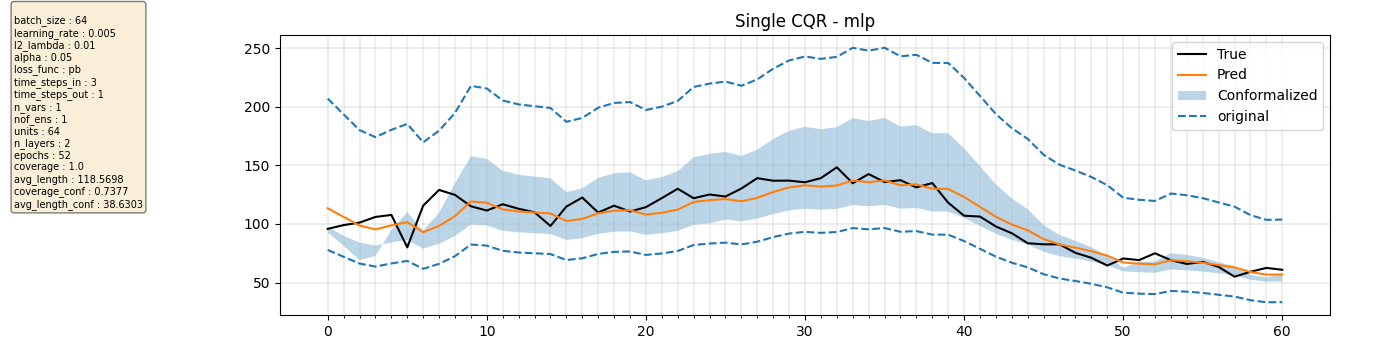 batch_size : 64
learning_rate : 0.005
l2_lambda : 0.01
alpha : 0.05
loss_func : pb
time_steps_in : 3
time_steps_out : 1
n_vars : 1
nof_ens : 1
units : 64
n_layers : 2
epochs : 52
coverage : 1.0
avg_length : 118.5698
coverage_conf : 0.7377
avg_length_conf : 38.6303
Single CQR - mlp
250
200
150
100
50
0 10 20 30 40 50 60
True
Pred
Conformalized
original